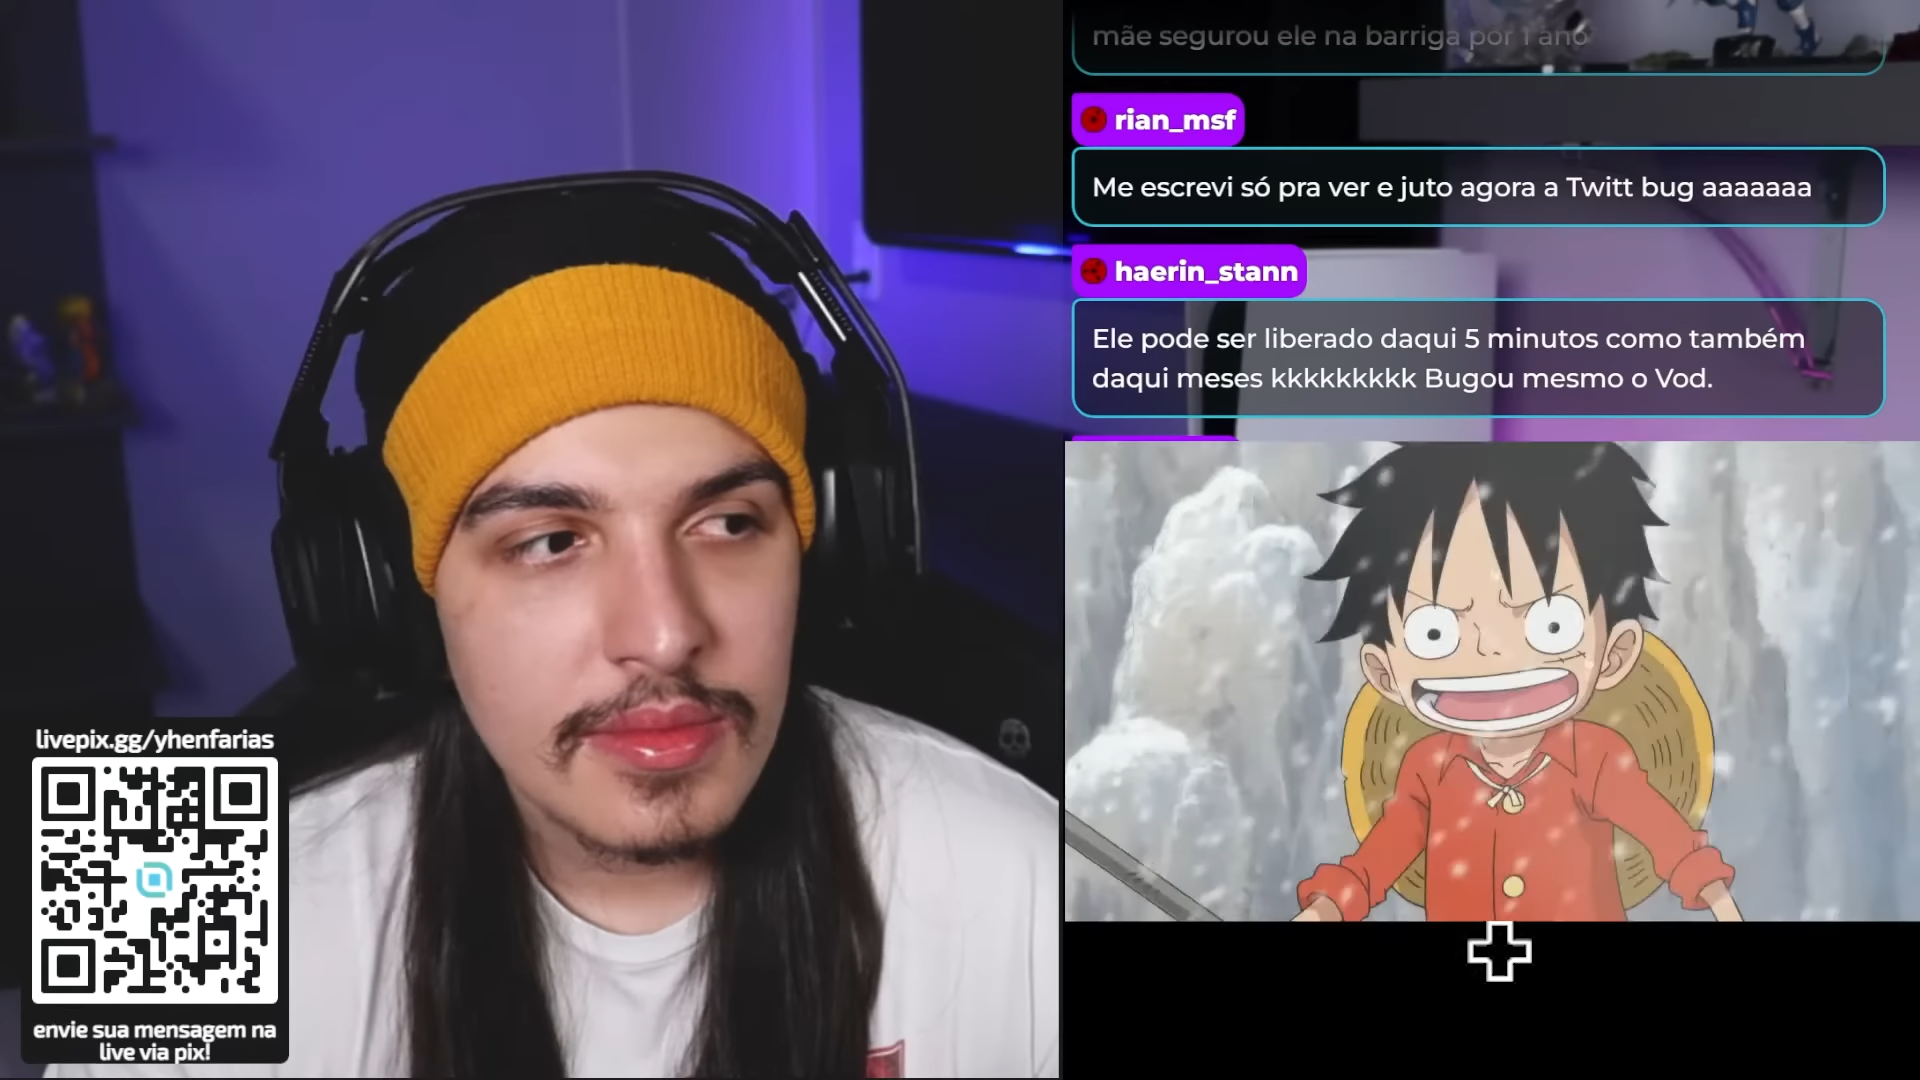 mãe segurou ele na barriga por 1 ano
rian_msf
Me escrevi só pra ver e juto agora a Twitt bug aaaaaaa
haerin_stann
Ele pode ser liberado daqui 5 minutos como também
daqui meses kkkkkkkkk Bugou mesmo o Vod.
livepix.gg/yhenfarias
envie sua mensagem na
live via pix!